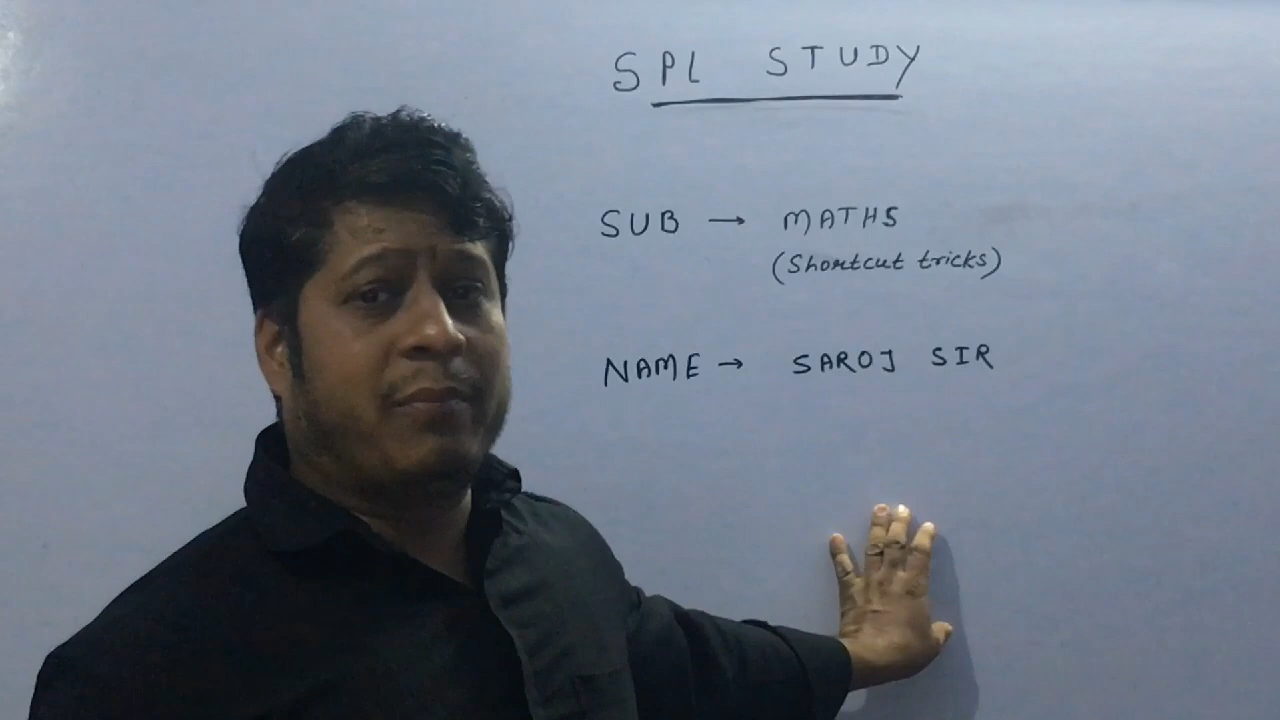 SPL STUDY
SUB → MATHS
(Shortcut tricks)
NAME → SAROJ SIR